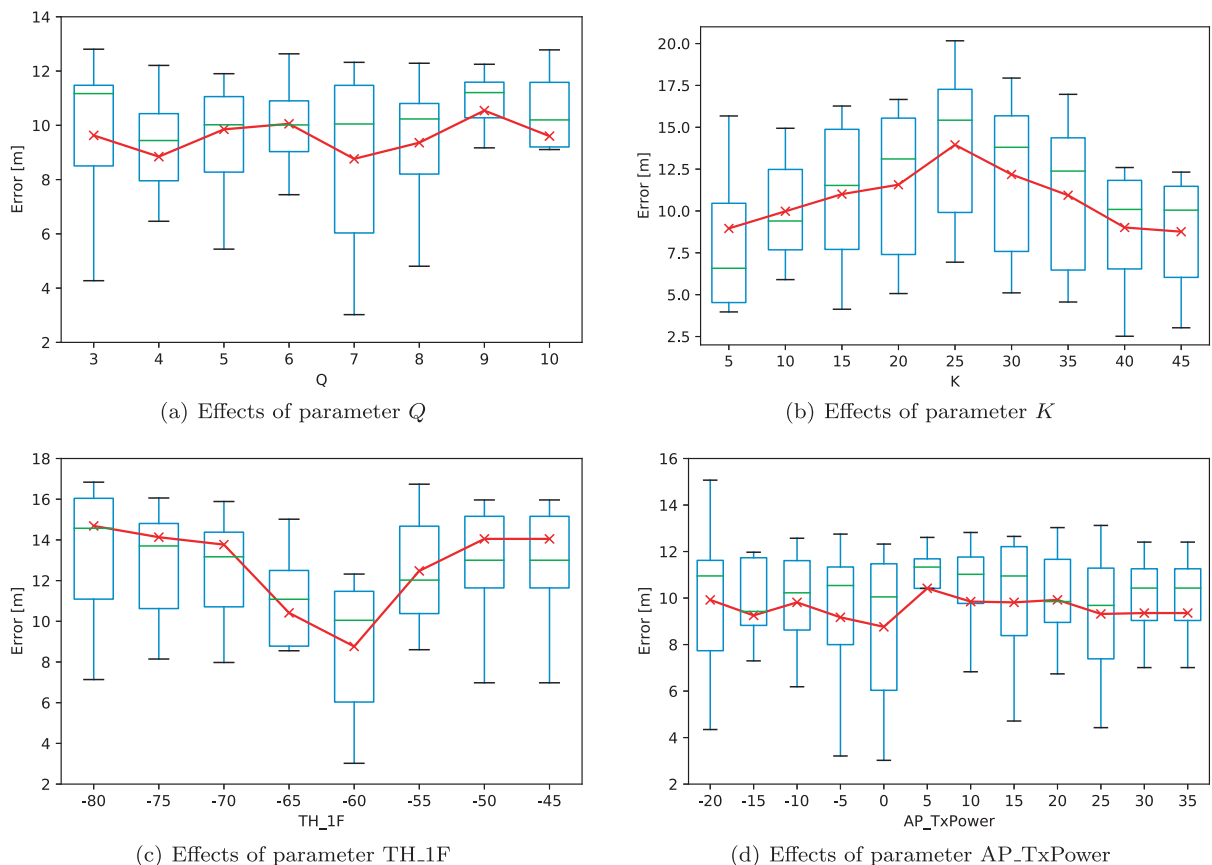 14
12
10
8
6
4
2
Error [m]
3 4 5 6 7 8 9 10
Q
(a) Effects of parameter Q
20.0
17.5
15.0
12.5
10.0
7.5
5.0
2.5
Error [m]
5 10 15 20 25 30 35 40 45
K
(b) Effects of parameter K
18
16
14
12
10
8
6
4
2
Error [m]
-80 -75 -70 -65 -60 -55 -50 -45
TH_1F
(c) Effects of parameter TH_1F
16
14
12
10
8
6
4
2
Error [m]
-20 -15 -10 -5 0 5 10 15 20 25 30 35
AP_TxPower
(d) Effects of parameter AP_TxPower